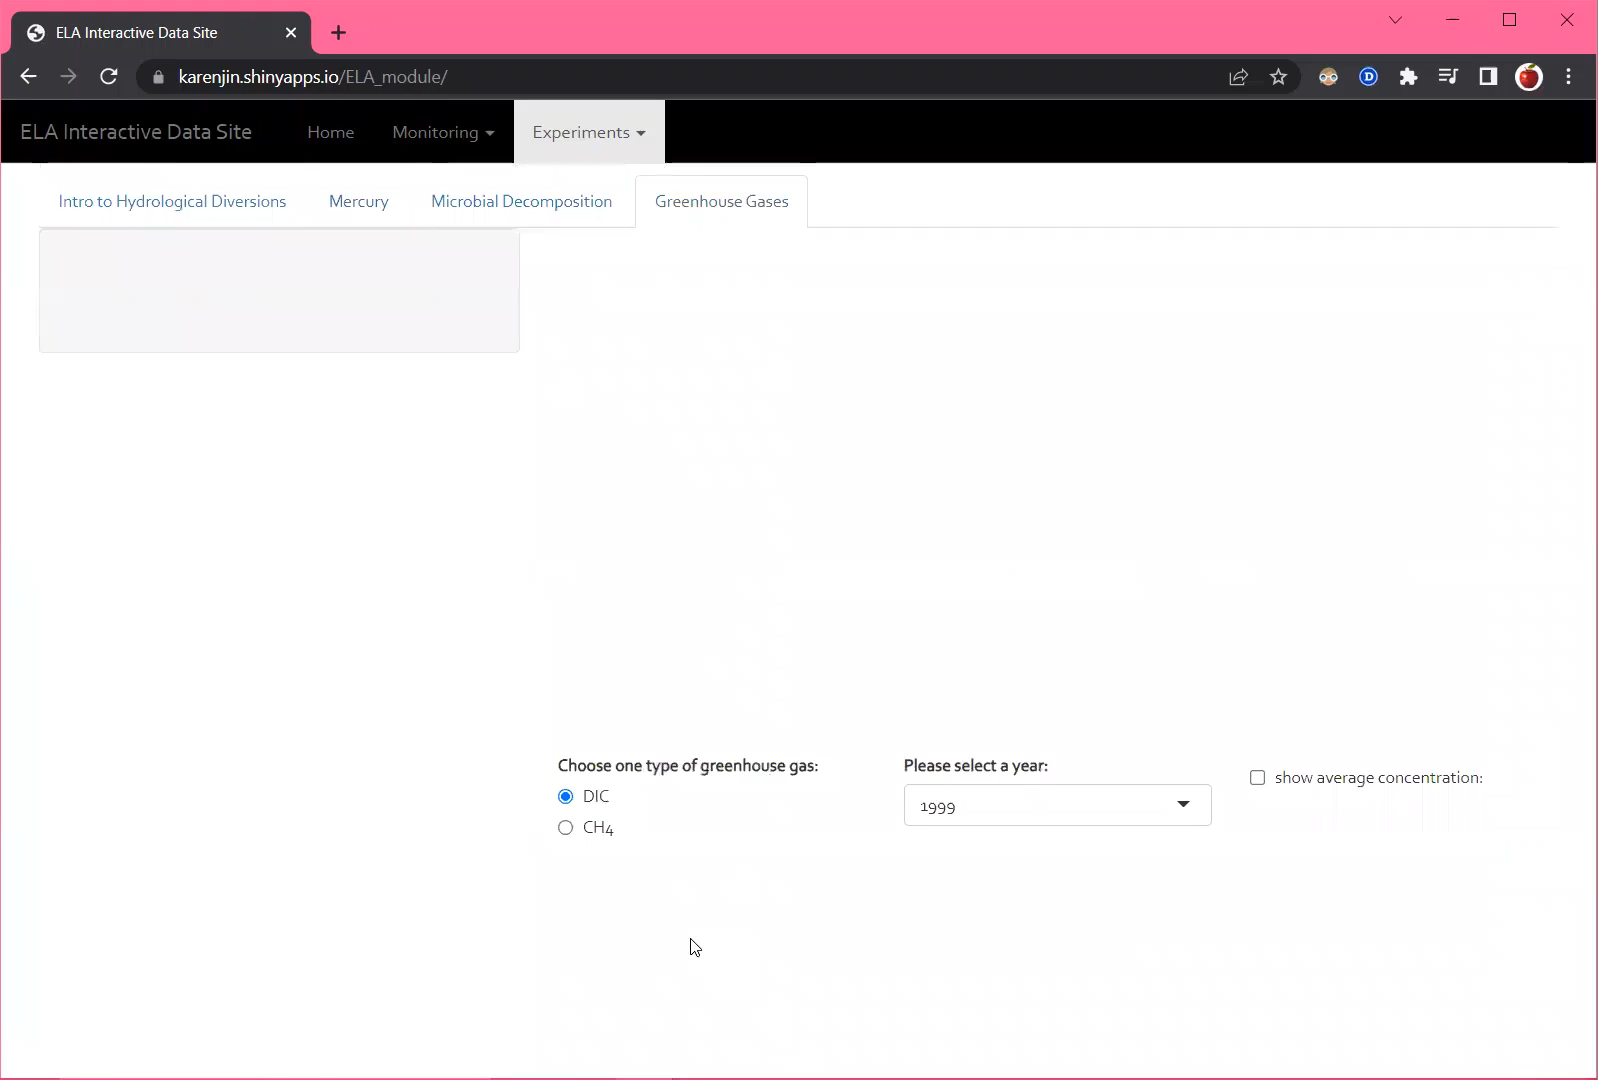 ELA Interactive Data Site
karenjin.shinyapps.io/ELA_module/
D
ELA Interactive Data Site Home Monitoring Experiments
Intro to Hydrological Diversions Mercury Microbial Decomposition Greenhouse Gases
Choose one type of greenhouse gas: Please select a year: show average concentration:
DIC 1999
CH4